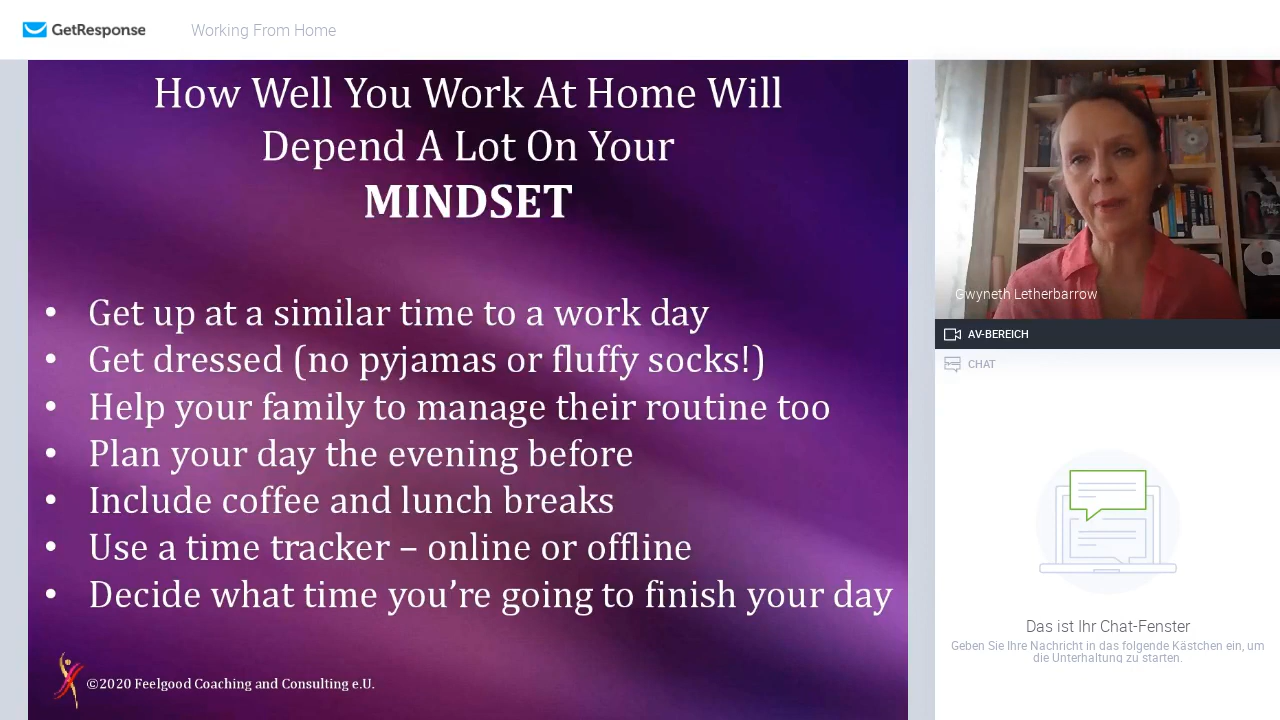 GetResponse
Working From Home
How Well You Work At Home Will
Depend A Lot On Your
MINDSET
• Get up at a similar time to a work day
• Get dressed (no pyjamas or fluffy socks!)
• Help your family to manage their routine too
• Plan your day the evening before
• Include coffee and lunch breaks
• Use a time tracker – online or offline
• Decide what time you’re going to finish your day
©2020 Feelgood Coaching and Consulting e.U.
Gwyneth Letherbarrow
AV-BEREICH
CHAT
Das ist Ihr Chat-Fenster
Geben Sie Ihre Nachricht in das folgende Kästchen ein, um
die Unterhaltung zu starten.